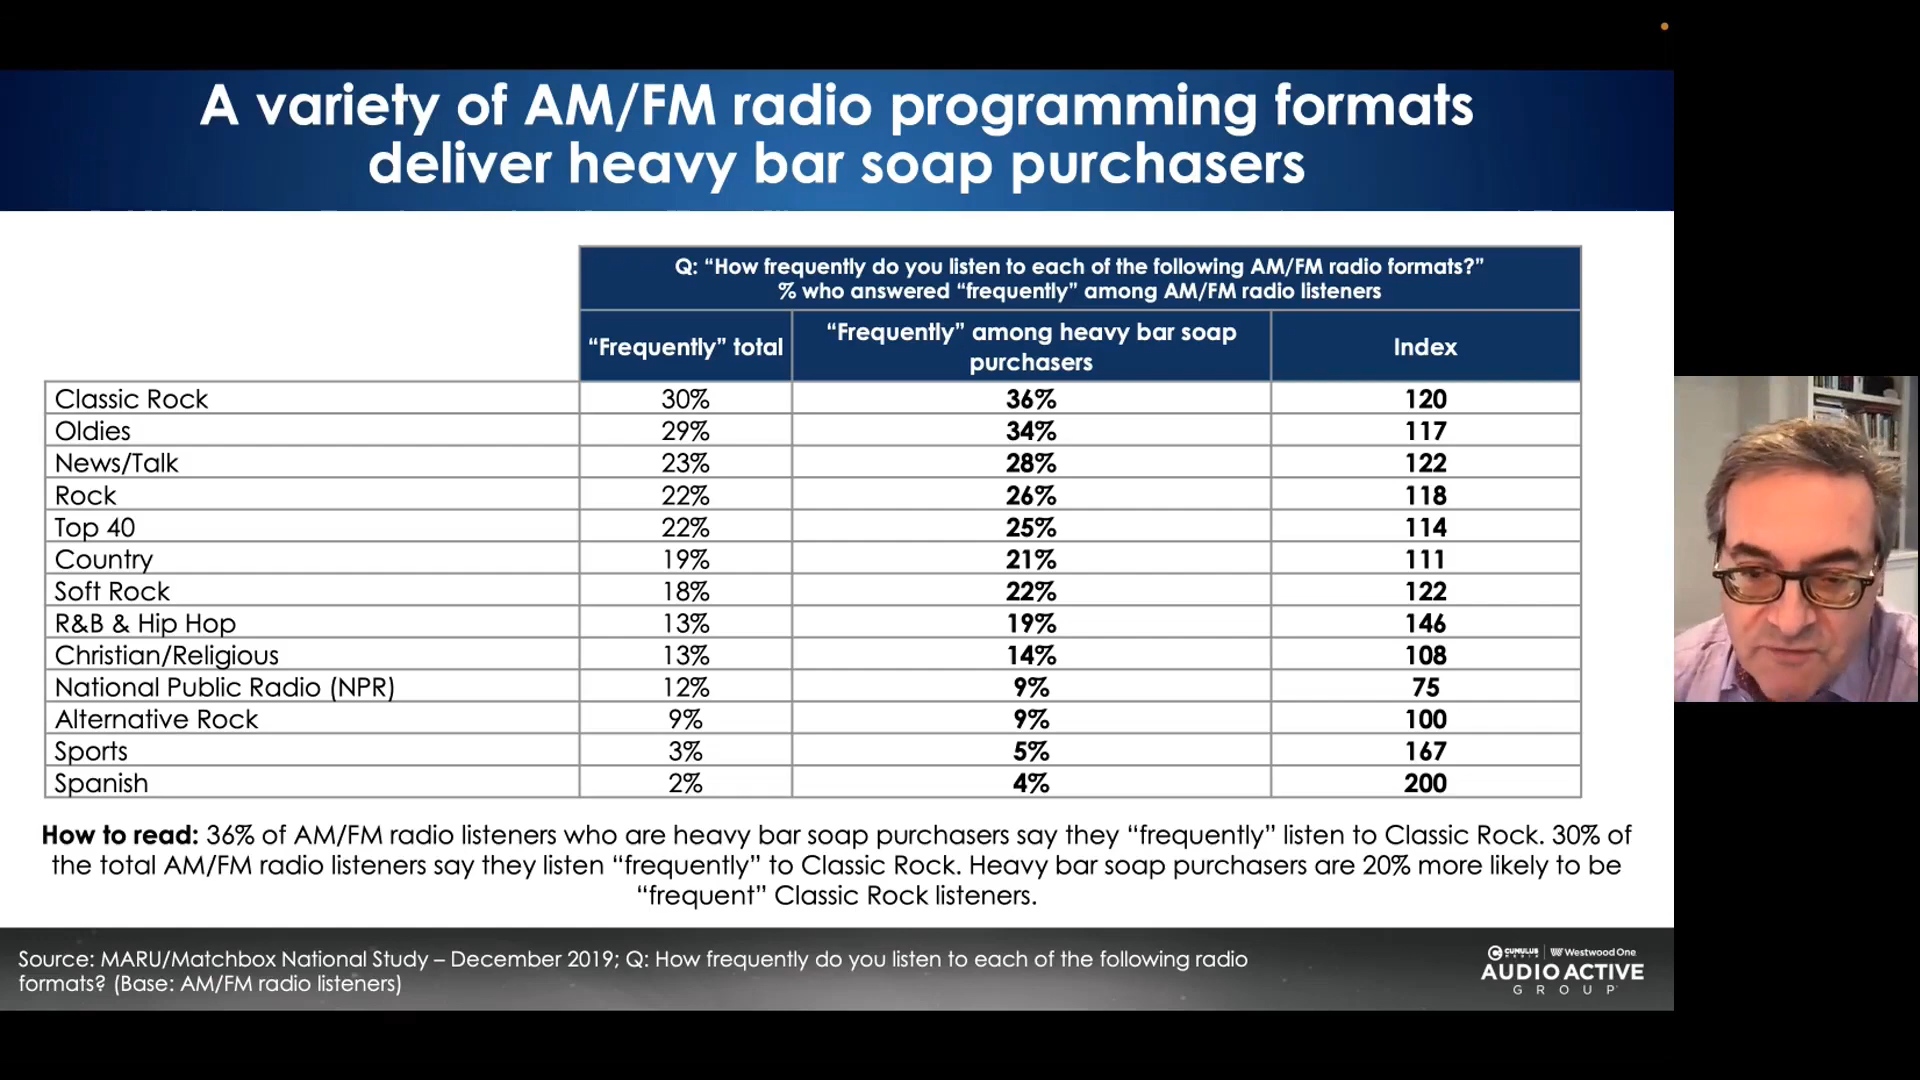 A variety of AM/FM radio programming formats
deliver heavy bar soap purchasers
Q: “How frequently do you listen to each of the following AM/FM radio formats?”
% who answered “frequently” among AM/FM radio listeners
“Frequently” total
“Frequently” among heavy bar soap
purchasers
Index
Classic Rock 30% 36% 120
Oldies 29% 34% 117
News/Talk 23% 28% 122
Rock 22% 26% 118
Top 40 22% 25% 114
Country 19% 21% 111
Soft Rock 18% 22% 122
R&B & Hip Hop 13% 19% 146
Christian/Religious 13% 14% 108
National Public Radio (NPR) 12% 9% 75
Alternative Rock 9% 9% 100
Sports 3% 5% 167
Spanish 2% 4% 200
How to read: 36% of AM/FM radio listeners who are heavy bar soap purchasers say they “frequently” listen to Classic Rock. 30% of
the total AM/FM radio listeners say they listen “frequently” to Classic Rock. Heavy bar soap purchasers are 20% more likely to be
“frequent” Classic Rock listeners.
Source: MARU/Matchbox National Study – December 2019; Q: How frequently do you listen to each of the following radio
formats? (Base: AM/FM radio listeners)
CUMULUS MEDIA | Westwood One
AUDIO ACTIVE
GROUP